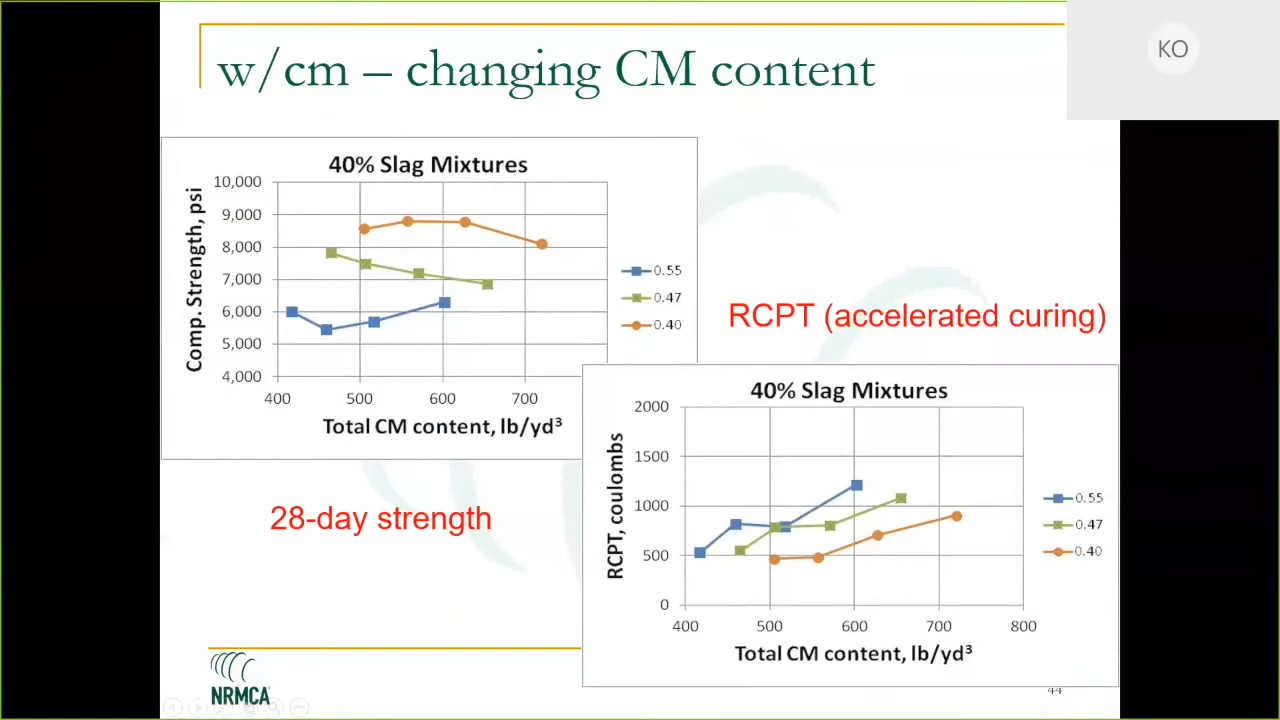 w/cm – changing CM content
KO
40% Slag Mixtures
Comp. Strength, psi
10,000
9,000
8,000
7,000
6,000
5,000
4,000
400 500 600 700
Total CM content, lb/yd³
0.55
0.47
0.40
28-day strength
RCPT (accelerated curing)
40% Slag Mixtures
RCPT, coulombs
2000
1500
1000
500
0
400 500 600 700 800
Total CM content, lb/yd³
0.55
0.47
0.40
NRMCA
44